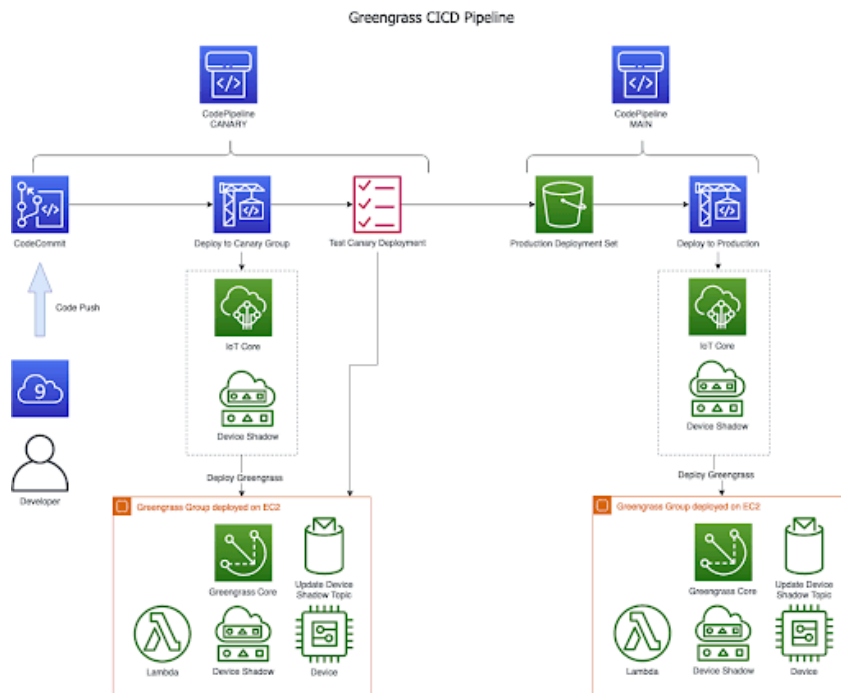 Greengrass CICD Pipeline
CodePipeline
CANARY
CodePipeline
MAIN
CodeCommit
Deploy to Canary Group
Test Canary Deployment
Production Deployment Set
Deploy to Production
Code Push
IoT Core
IoT Core
9
Device Shadow
Device Shadow
Deploy Greengrass
Deploy Greengrass
Developer
Greengrass Group deployed on EC2
Greengrass Group deployed on EC2
Greengrass Core
Update Device
Shadow Topic
Greengrass Core
Update Device
Shadow Topic
Lambda
Device Shadow
Device
Lambda
Device Shadow
Device